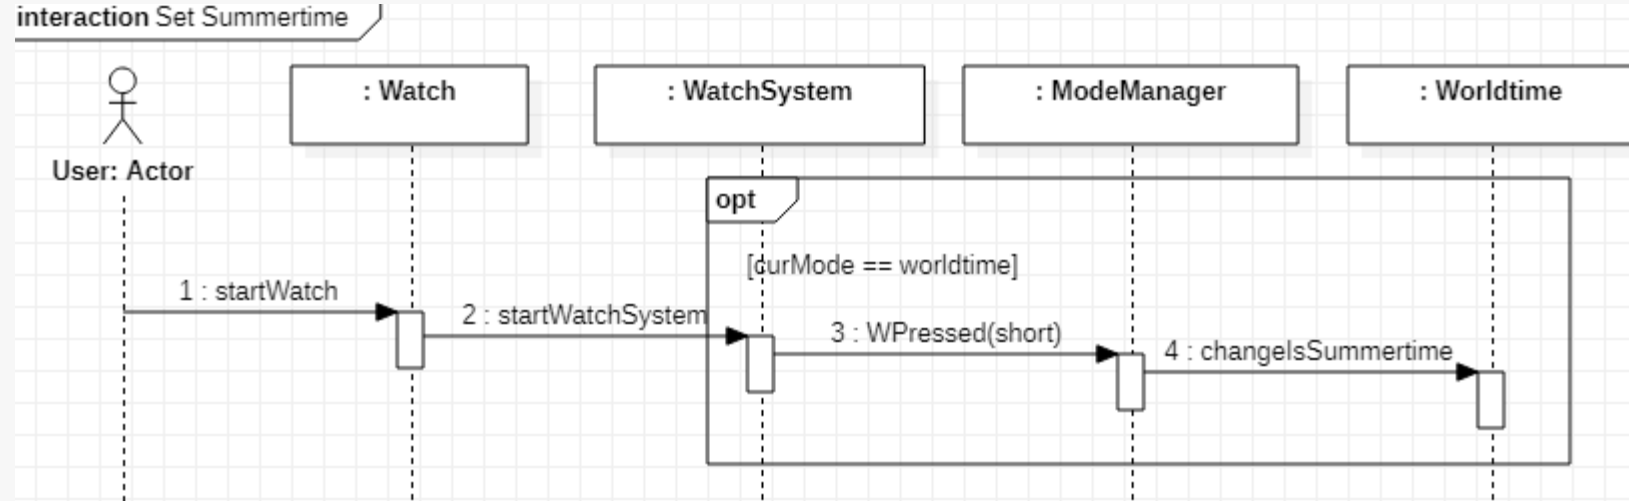 interaction Set Summertime
: Watch
: WatchSystem
: ModeManager
: Worldtime
User: Actor
opt
[curMode == worldtime]
1 : startWatch
2 : startWatchSystem
3 : WPressed(short)
4 : changeIsSummertime